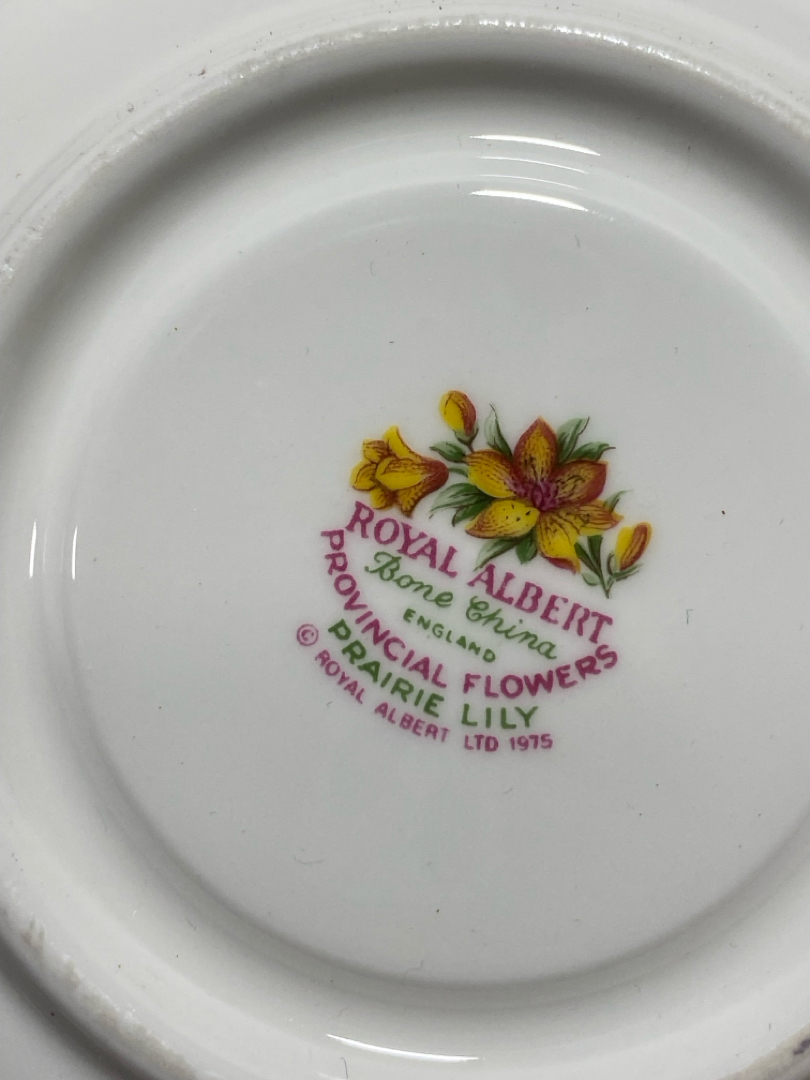 ROYAL ALBERT
Bone China
ENGLAND
PROVINCIAL FLOWERS
PRAIRIE LILY
© ROYAL ALBERT LTD 1975